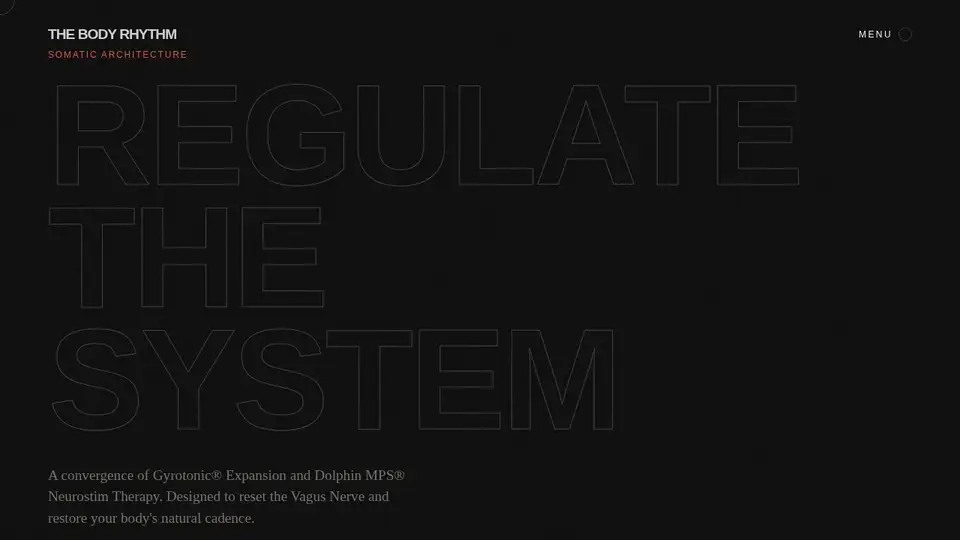 THE BODY RHYTHM
SOMATIC ARCHITECTURE
MENU
REGULATE
THE
SYSTEM
A convergence of Gyrotonic® Expansion and Dolphin MPS®
Neurostim Therapy. Designed to reset the Vagus Nerve and
restore your body's natural cadence.